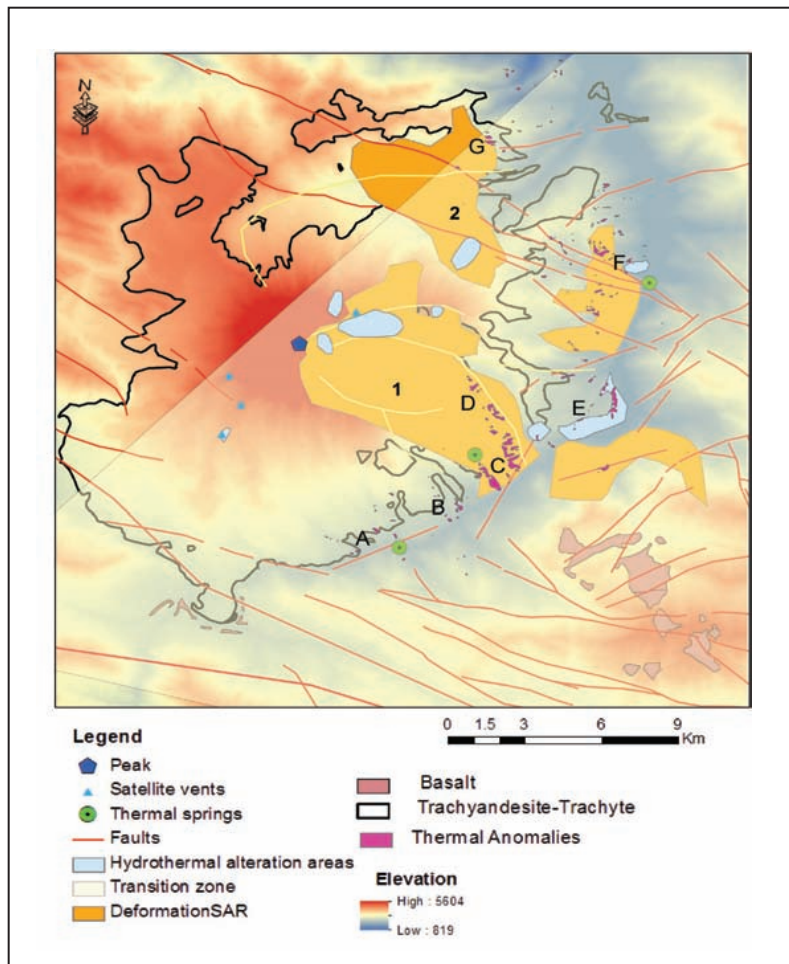 N
G
2
F
1
D
E
C
B
A
0 1.5 3 6 9
Km
Legend
Peak
Satellite vents
Thermal springs
Faults
Hydrothermal alteration areas
Transition zone
DeformationSAR
Basalt
Trachyandesite-Trachyte
Thermal Anomalies
Elevation
High : 5604
Low : 819